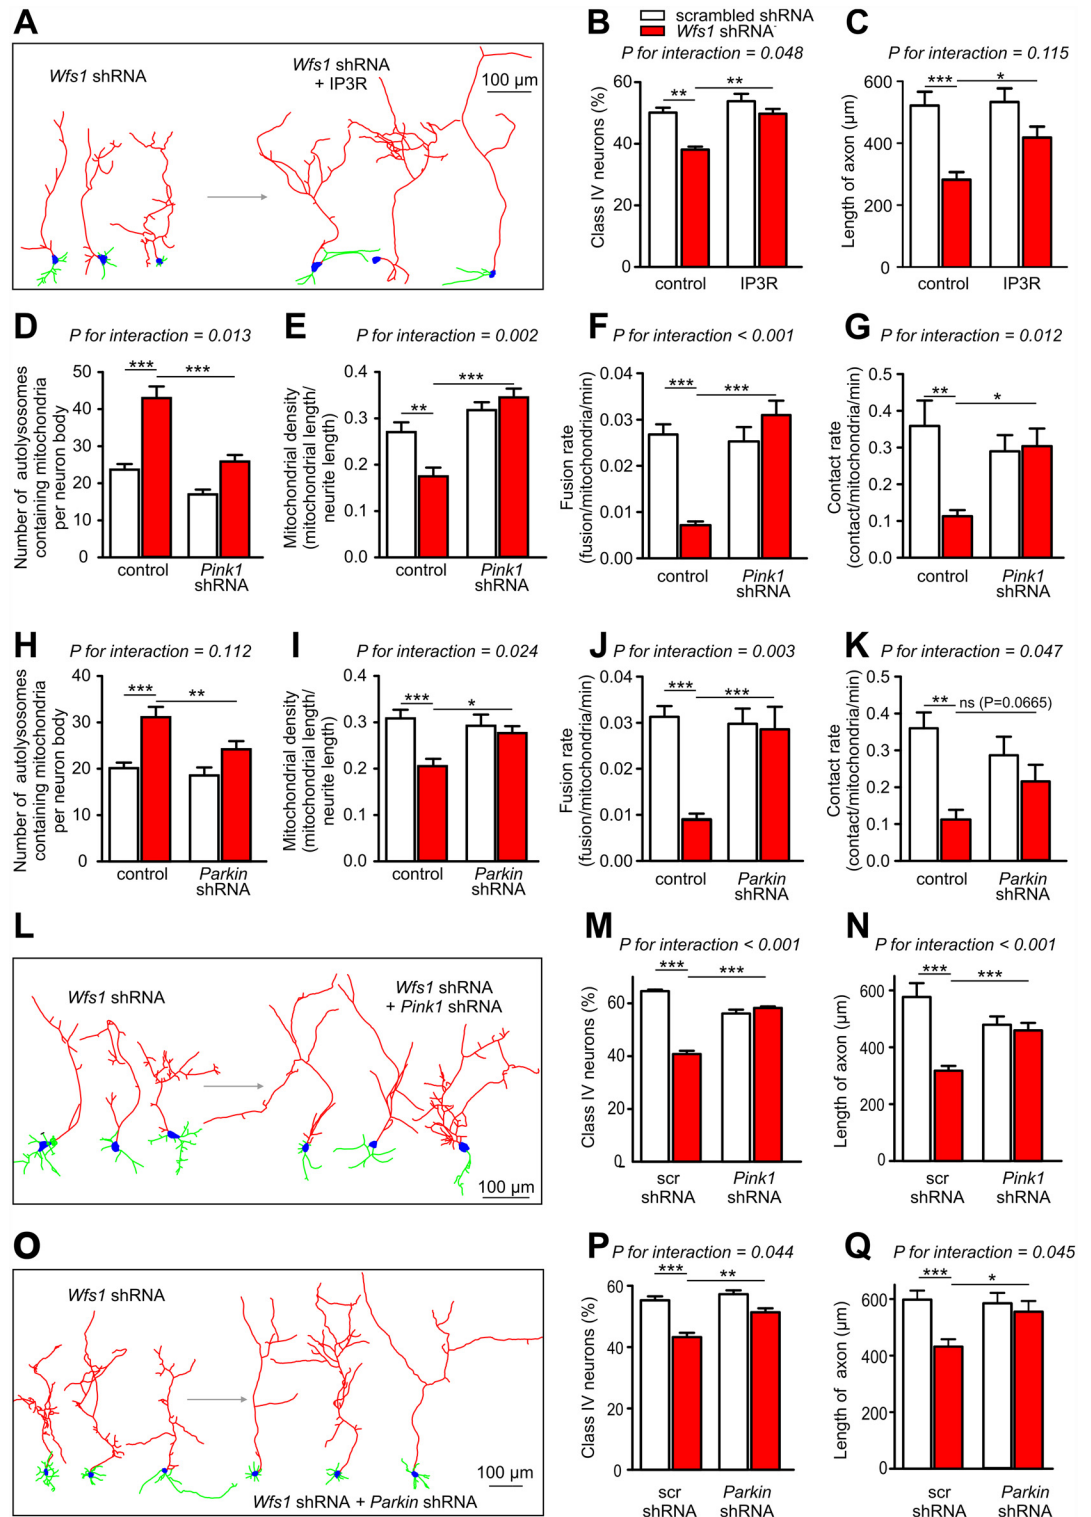 A
Wfs1 shRNA
Wfs1 shRNA
+ IP3R
100 µm
B
scrambled shRNA
Wfs1 shRNA-
P for interaction = 0.048
Class IV neurons (%)
60
40
20
0
**
**
control
IP3R
C
P for interaction = 0.115
Length of axon (µm)
600
400
200
0
***
*
control
IP3R
D
P for interaction = 0.013
Number of autolysosomes
containing mitochondria
per neuron body
50
40
30
20
10
0
***
***
control
Pink1
shRNA
E
P for interaction = 0.002
Mitochondrial density
(mitochondrial length/
neurite length)
0.4
0.3
0.2
0.1
0.0
**
***
control
Pink1
shRNA
F
P for interaction < 0.001
Fusion rate
(fusion/mitochondria/min)
0.04
0.03
0.02
0.01
0.00
***
***
control
Pink1
shRNA
G
P for interaction = 0.012
Contact rate
(contact/mitochondria/min)
0.5
0.4
0.3
0.2
0.1
0.0
**
*
control
Pink1
shRNA
H
P for interaction = 0.112
Number of autolysosomes
containing mitochondria
per neuron body
40
30
20
10
0
***
**
control
Parkin
shRNA
I
P for interaction = 0.024
Mitochondrial density
(mitochondrial length/
neurite length)
0.4
0.3
0.2
0.1
0.0
***
*
control
Parkin
shRNA
J
P for interaction = 0.003
Fusion rate
(fusion/mitochondria/min)
0.04
0.03
0.02
0.01
0.00
***
***
control
Parkin
shRNA
K
P for interaction = 0.047
Contact rate
(contact/mitochondria/min)
0.5
0.4
0.3
0.2
0.1
0.0
**
ns (P=0.0665)
control
Parkin
shRNA
L
Wfs1 shRNA
Wfs1 shRNA
+ Pink1 shRNA
100 µm
M
P for interaction < 0.001
Class IV neurons (%)
60
40
20
0
***
***
scr
shRNA
Pink1
shRNA
N
P for interaction < 0.001
Length of axon (µm)
600
400
200
0
***
***
scr
shRNA
Pink1
shRNA
O
Wfs1 shRNA
Wfs1 shRNA + Parkin shRNA
100 µm
P
P for interaction = 0.044
Class IV neurons (%)
60
40
20
0
***
**
scr
shRNA
Parkin
shRNA
Q
P for interaction = 0.045
Length of axon (µm)
600
400
200
0
***
*
scr
shRNA
Parkin
shRNA